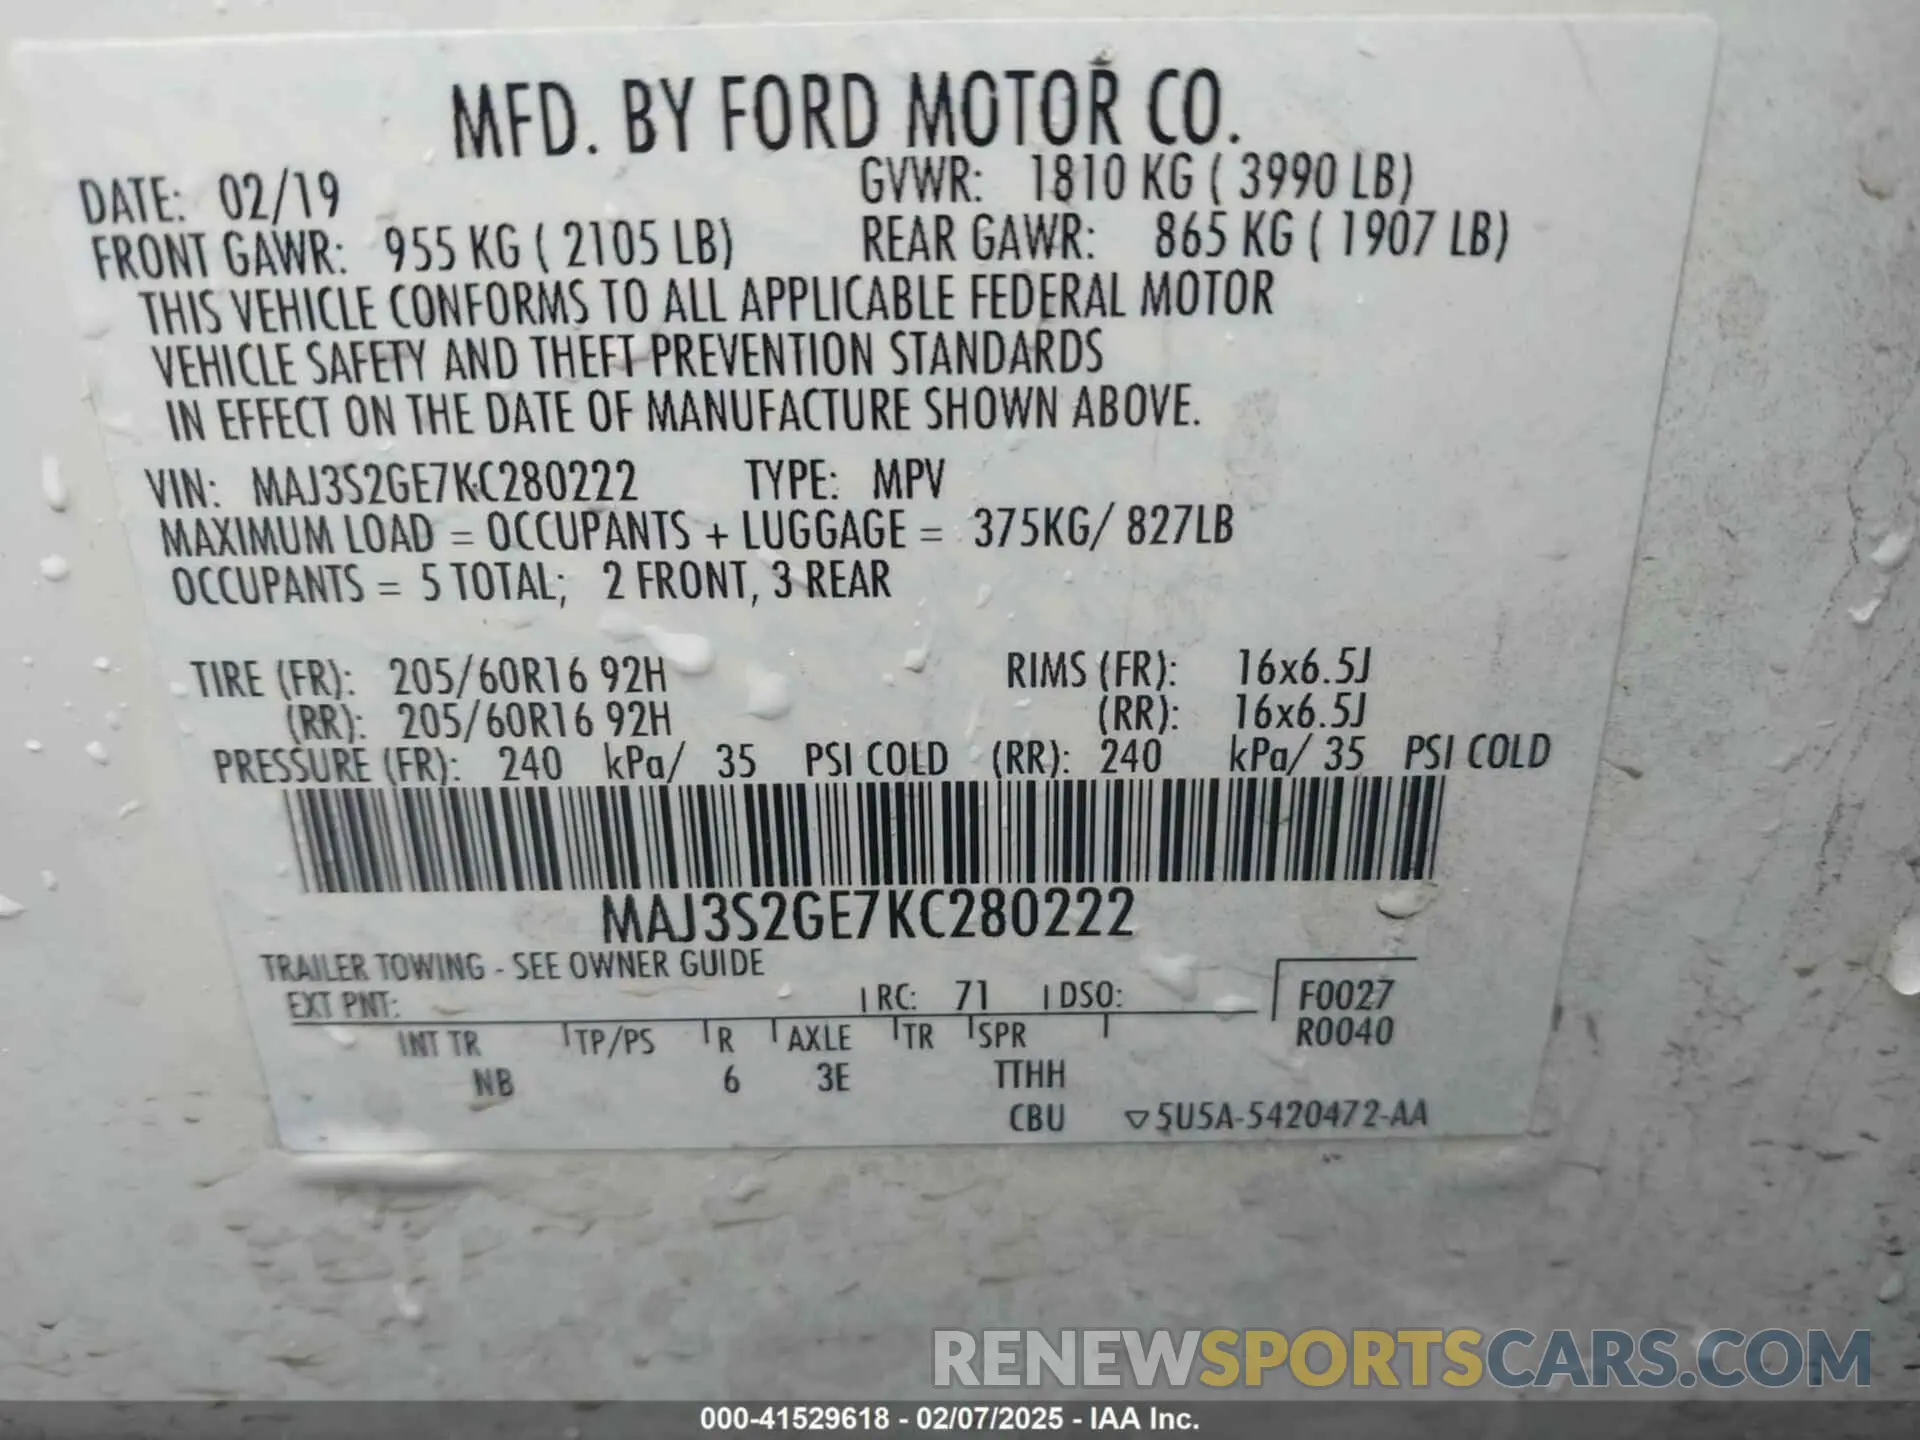 MFD. BY FORD MOTOR CO.
DATE: 02/19 GVWR: 1810 KG ( 3990 LB)
FRONT GAWR: 955 KG ( 2105 LB) REAR GAWR: 865 KG ( 1907 LB)
THIS VEHICLE CONFORMS TO ALL APPLICABLE FEDERAL MOTOR
VEHICLE SAFETY AND THEFT PREVENTION STANDARDS
IN EFFECT ON THE DATE OF MANUFACTURE SHOWN ABOVE.
VIN: MAJ3S2GE7KC280222 TYPE: MPV
MAXIMUM LOAD = OCCUPANTS + LUGGAGE = 375KG/ 827LB
OCCUPANTS = 5 TOTAL; 2 FRONT, 3 REAR
TIRE (FR): 205/60R16 92H RIMS (FR): 16x6.5J
(RR): 205/60R16 92H (RR): 16x6.5J
PRESSURE (FR): 240 kPa/ 35 PSI COLD (RR): 240 kPa/ 35 PSI COLD
MAJ3S2GE7KC280222
TRAILER TOWING - SEE OWNER GUIDE
EXT PNT: RC: 71 DSO: F0027
R0040
INT TR TP/PS R AXLE TR SPR
NB 6 3E TTHH
CBU ▽5U5A-5420472-AA
RENEWSPORTSCARS.COM
000-41529618 - 02/07/2025 - IAA Inc.